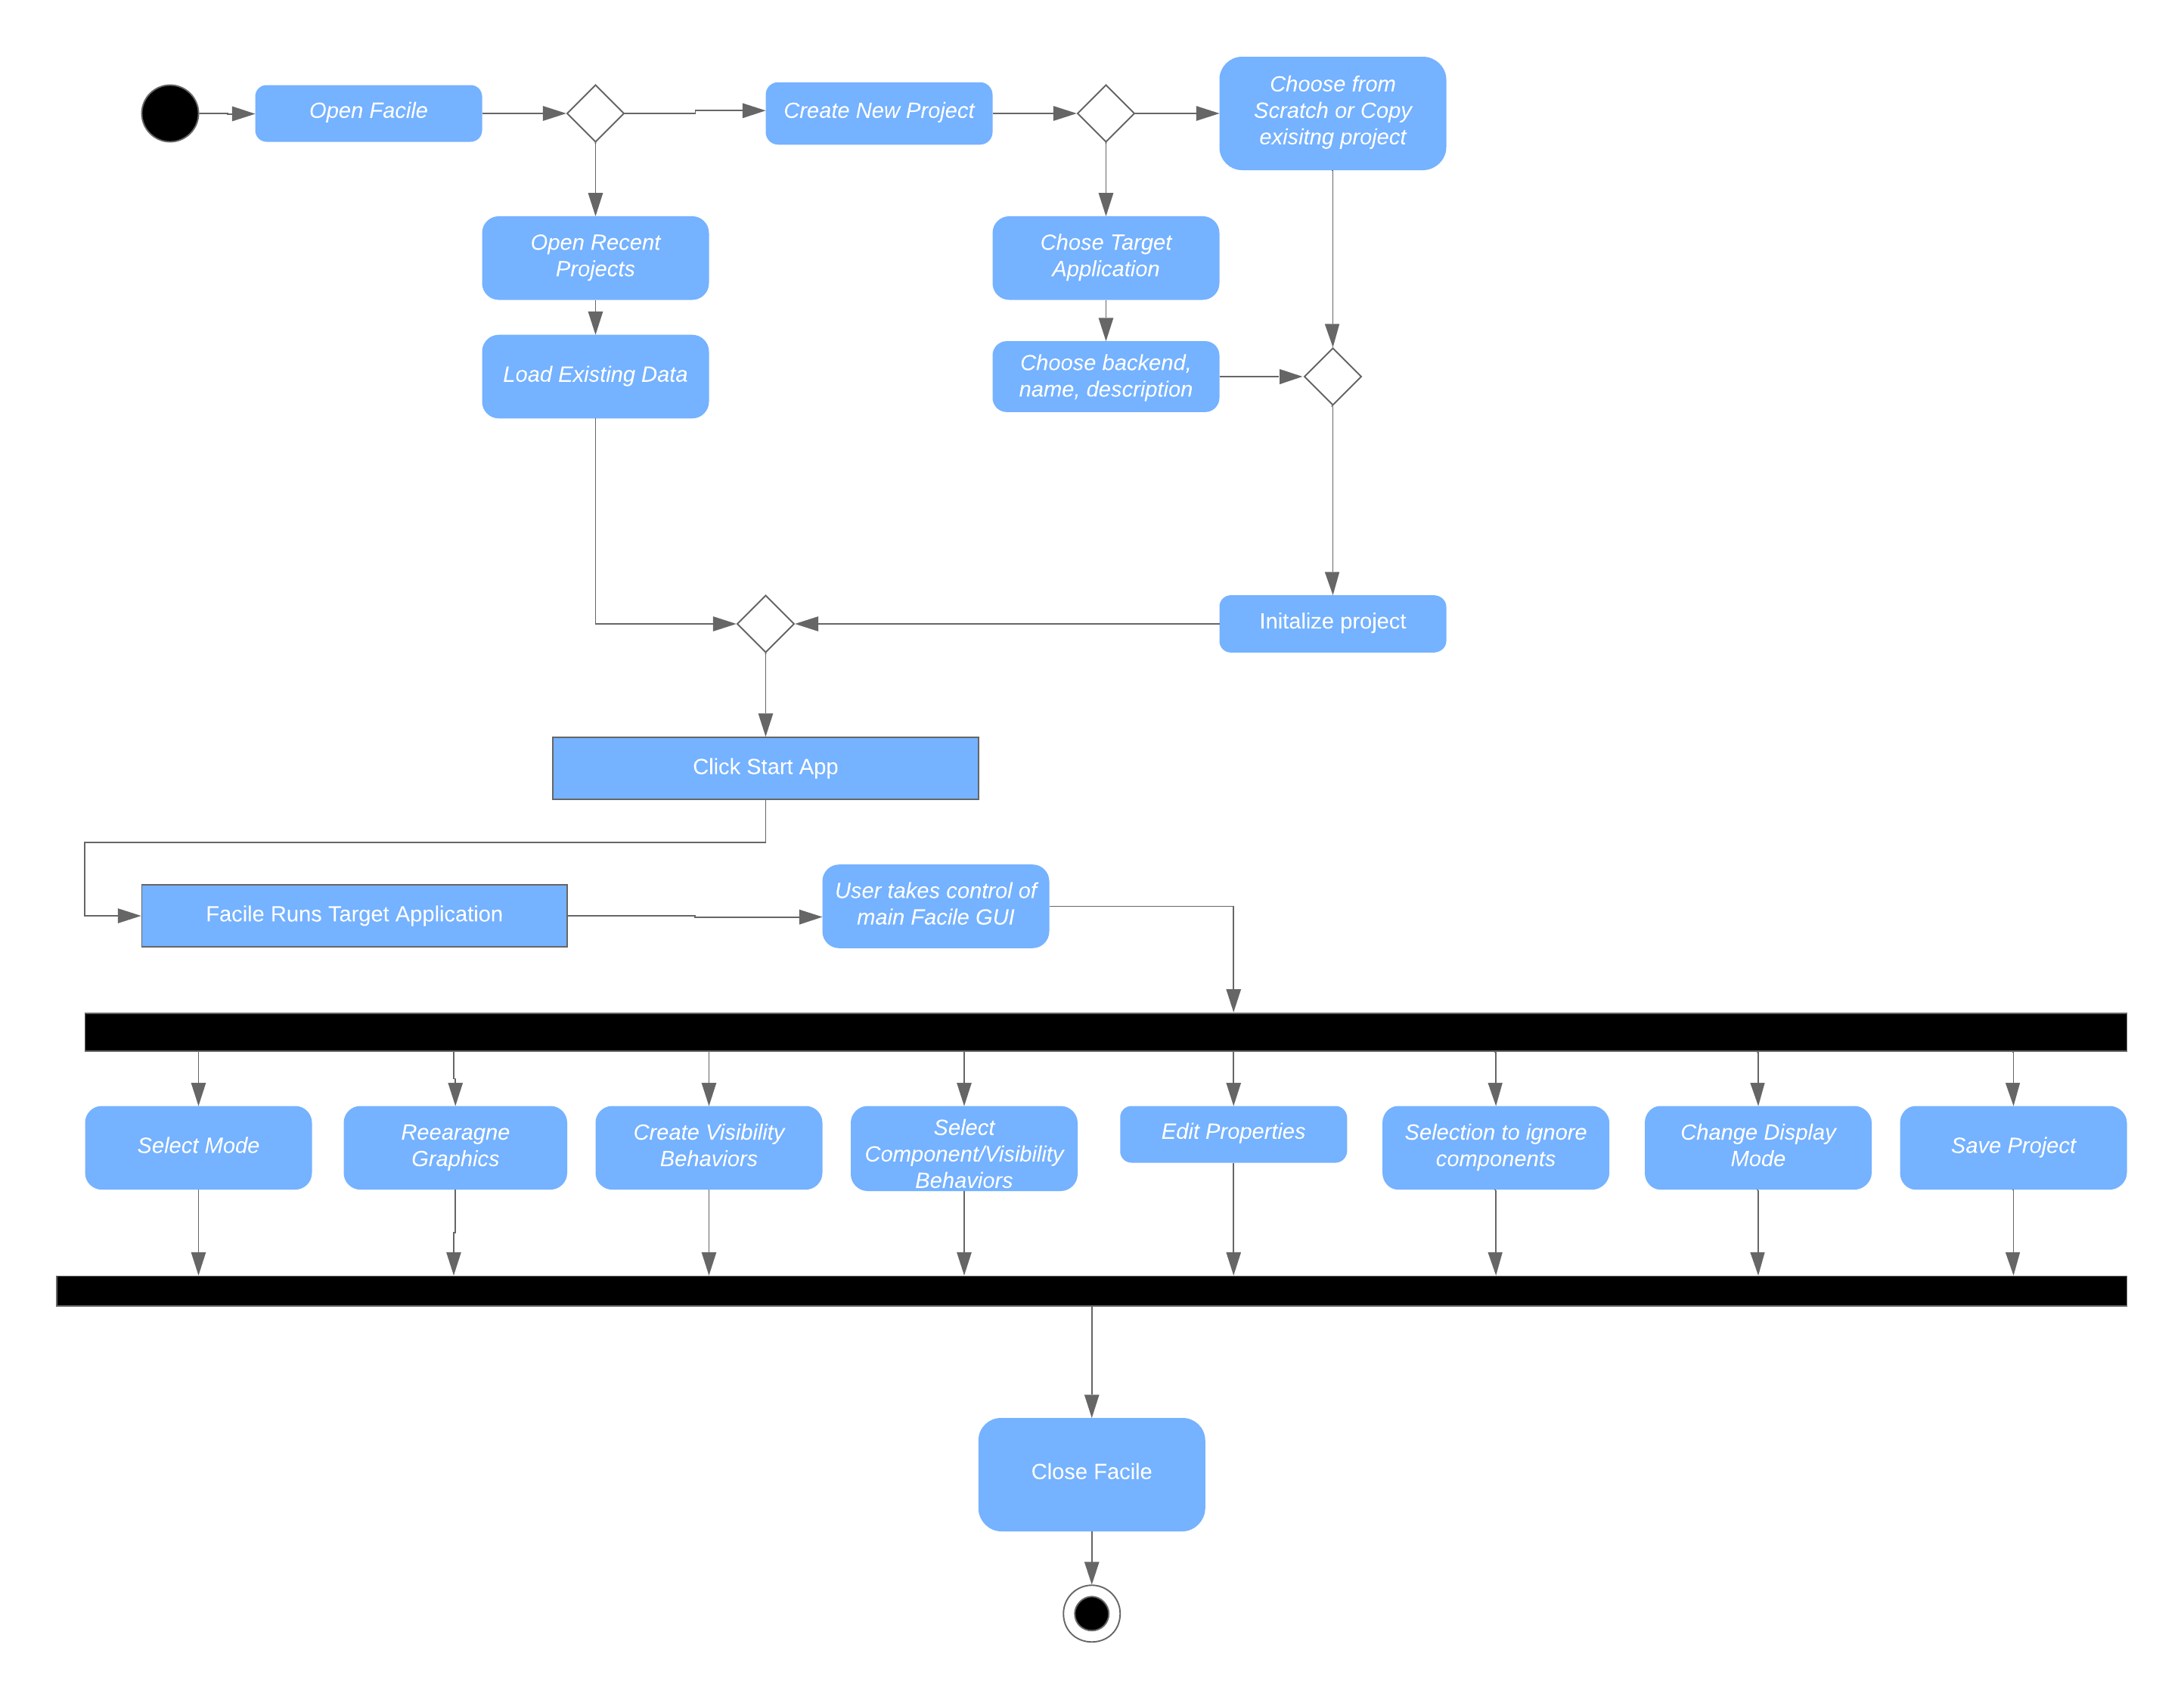 Open Facile
Create New Project
Choose from
Scratch or Copy
exisitng project
Open Recent
Projects
Chose Target
Application
Load Existing Data
Choose backend,
name, description
Initalize project
Click Start App
Facile Runs Target Application
User takes control of
main Facile GUI
Select Mode
Reearagne
Graphics
Create Visibility
Behaviors
Select
Component/Visibility
Behaviors
Edit Properties
Selection to ignore
components
Change Display
Mode
Save Project
Close Facile